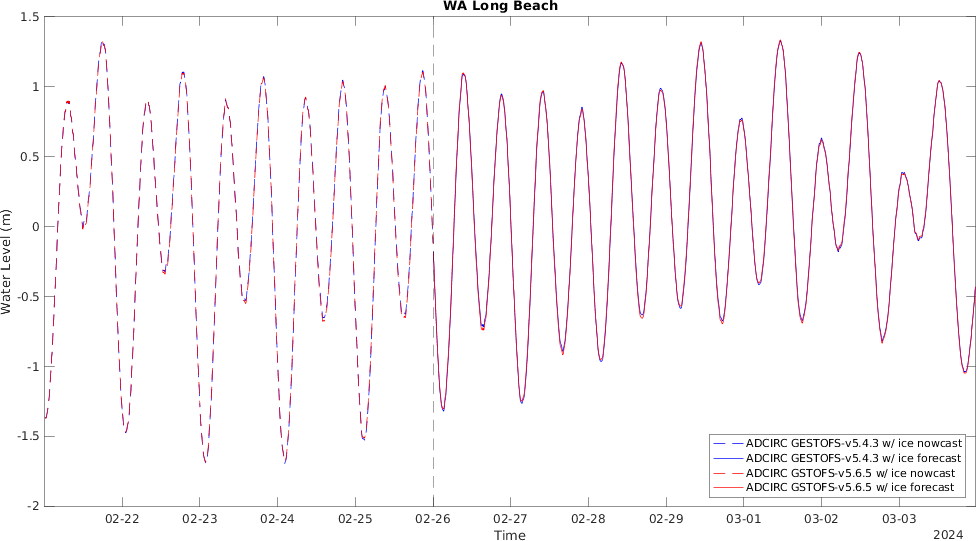 WA Long Beach
1.5
1
0.5
0
-0.5
-1
-1.5
-2
Water Level (m)
02-22 02-23 02-24 02-25 02-26 02-27 02-28 02-29 03-01 03-02 03-03
Time
2024
ADCIRC GESTOFS-v5.4.3 w/ ice nowcast
ADCIRC GESTOFS-v5.4.3 w/ ice forecast
ADCIRC GSTOFS-v5.6.5 w/ ice nowcast
ADCIRC GSTOFS-v5.6.5 w/ ice forecast